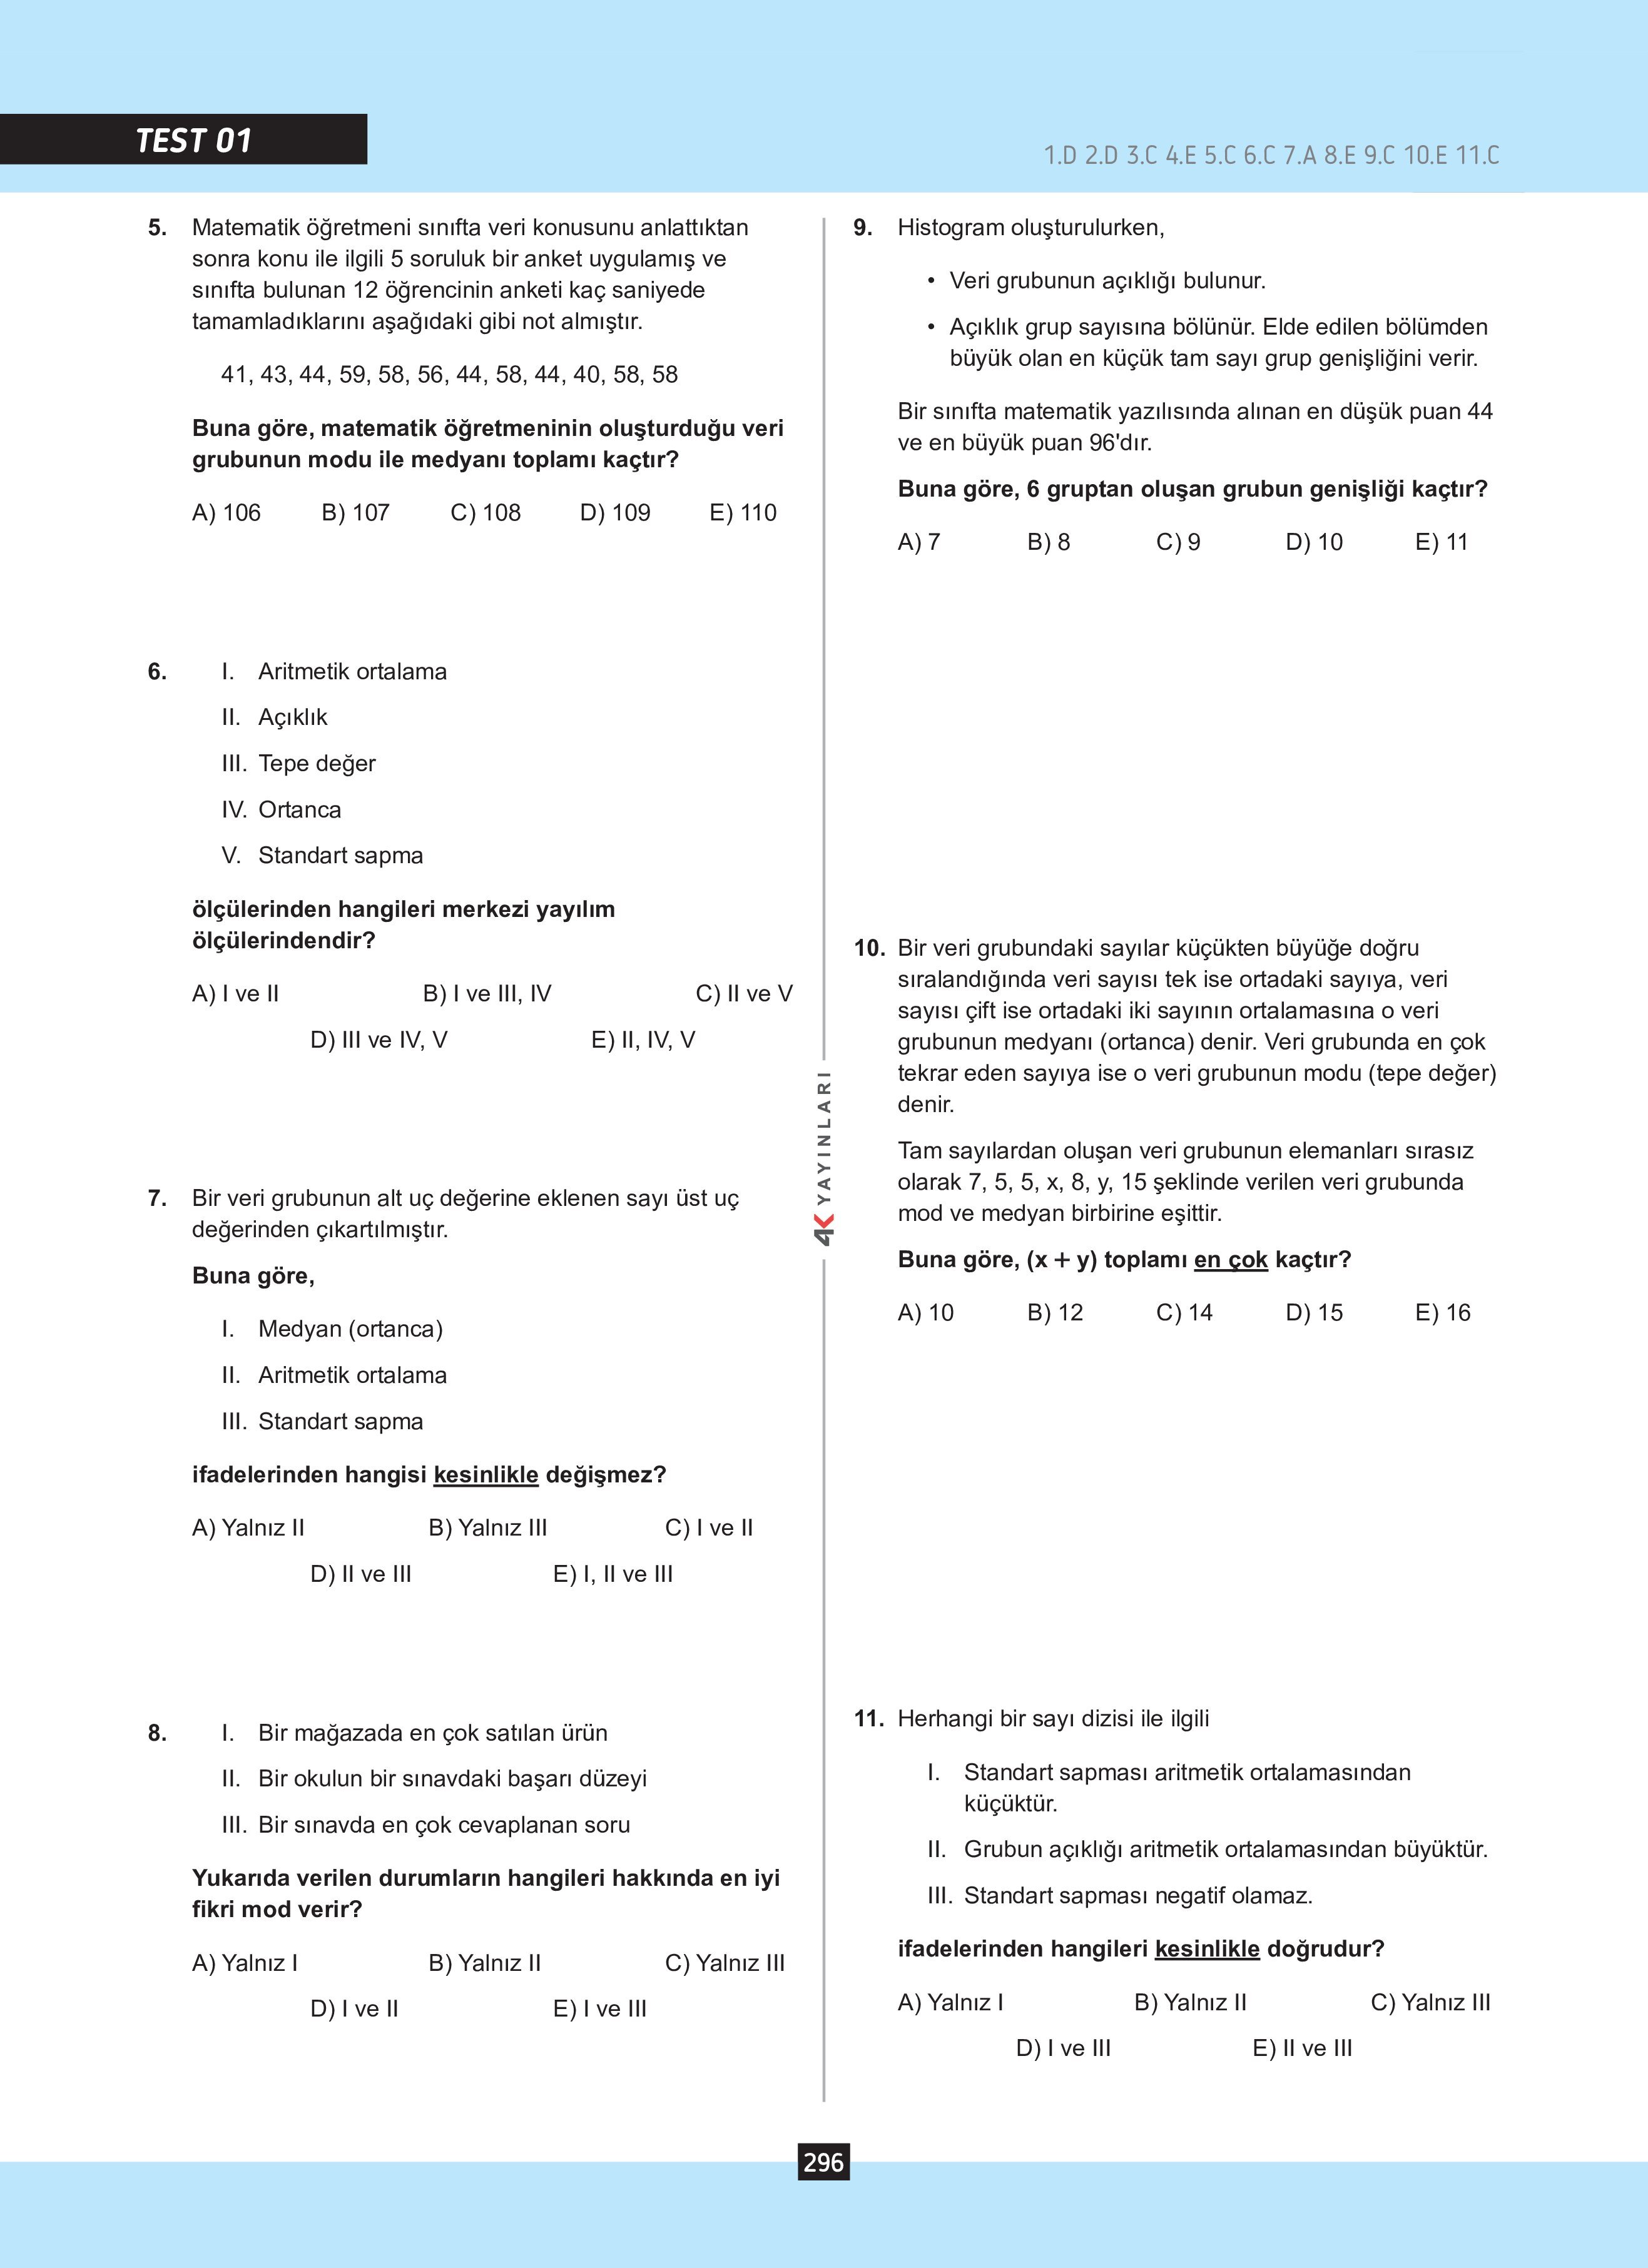 TEST 01
1.D 2.D 3.C 4.E 5.C 6.C 7.A 8.E 9.C 10.E 11.C
5. Matematik öğretmeni sınıfta veri konusunu anlattıktan
sonra konu ile ilgili 5 soruluk bir anket uygulamış ve
sınıfta bulunan 12 öğrencinin anketi kaç saniyede
tamamladıklarını aşağıdaki gibi not almıştır.
41, 43, 44, 59, 58, 56, 44, 58, 44, 40, 58, 58
Buna göre, matematik öğretmeninin oluşturduğu veri
grubunun modu ile medyanı toplamı kaçtır?
A) 106 B) 107 C) 108 D) 109 E) 110
6. I. Aritmetik ortalama
II. Açıklık
III. Tepe değer
IV. Ortanca
V. Standart sapma
ölçülerinden hangileri merkezi yayılım
ölçülerindendir?
A) I ve II B) I ve III, IV C) II ve V
D) III ve IV, V E) II, IV, V
7. Bir veri grubunun alt uç değerine eklenen sayı üst uç
değerinden çıkartılmıştır.
Buna göre,
I. Medyan (ortanca)
II. Aritmetik ortalama
III. Standart sapma
ifadelerinden hangisi kesinlikle değişmez?
A) Yalnız II B) Yalnız III C) I ve II
D) II ve III E) I, II ve III
8. I. Bir mağazada en çok satılan ürün
II. Bir okulun bir sınavdaki başarı düzeyi
III. Bir sınavda en çok cevaplanan soru
Yukarıda verilen durumların hangileri hakkında en iyi
fikri mod verir?
A) Yalnız I B) Yalnız II C) Yalnız III
D) I ve II E) I ve III
4K YAYINLARI
9. Histogram oluşturulurken,
• Veri grubunun açıklığı bulunur.
• Açıklık grup sayısına bölünür. Elde edilen bölümden
büyük olan en küçük tam sayı grup genişliğini verir.
Bir sınıfta matematik yazılısında alınan en düşük puan 44
ve en büyük puan 96'dır.
Buna göre, 6 gruptan oluşan grubun genişliği kaçtır?
A) 7 B) 8 C) 9 D) 10 E) 11
10. Bir veri grubundaki sayılar küçükten büyüğe doğru
sıralandığında veri sayısı tek ise ortadaki sayıya, veri
sayısı çift ise ortadaki iki sayının ortalamasına o veri
grubunun medyanı (ortanca) denir. Veri grubunda en çok
tekrar eden sayıya ise o veri grubunun modu (tepe değer)
denir.
Tam sayılardan oluşan veri grubunun elemanları sırasız
olarak 7, 5, 5, x, 8, y, 15 şeklinde verilen veri grubunda
mod ve medyan birbirine eşittir.
Buna göre, (x + y) toplamı en çok kaçtır?
A) 10 B) 12 C) 14 D) 15 E) 16
11. Herhangi bir sayı dizisi ile ilgili
I. Standart sapması aritmetik ortalamasından
küçüktür.
II. Grubun açıklığı aritmetik ortalamasından büyüktür.
III. Standart sapması negatif olamaz.
ifadelerinden hangileri kesinlikle doğrudur?
A) Yalnız I B) Yalnız II C) Yalnız III
D) I ve III E) II ve III
296